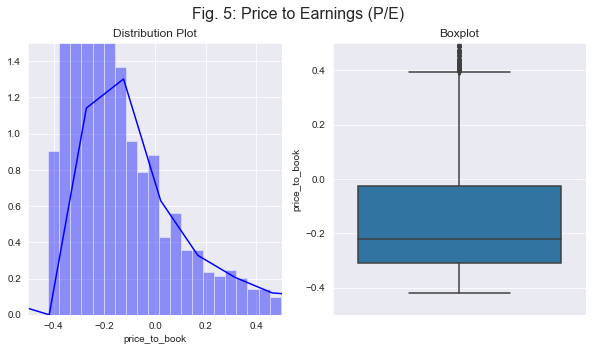 Fig. 5: Price to Earnings (P/E)
Distribution Plot
1.4
1.2
1.0
0.8
0.6
0.4
0.2
0.0
−0.4 −0.2 0.0 0.2 0.4
price_to_book
Boxplot
price_to_book
0.4
0.2
0.0
−0.2
−0.4